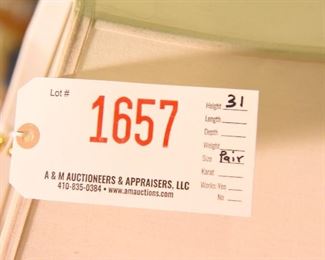 Lot #
1657
A & M AUCTIONEERS & APPRAISERS, LLC
410-835-0384 • www.amauctions.com
Height 31
Length
Depth
Weight
Size Pair
Karat
Works: Yes
No